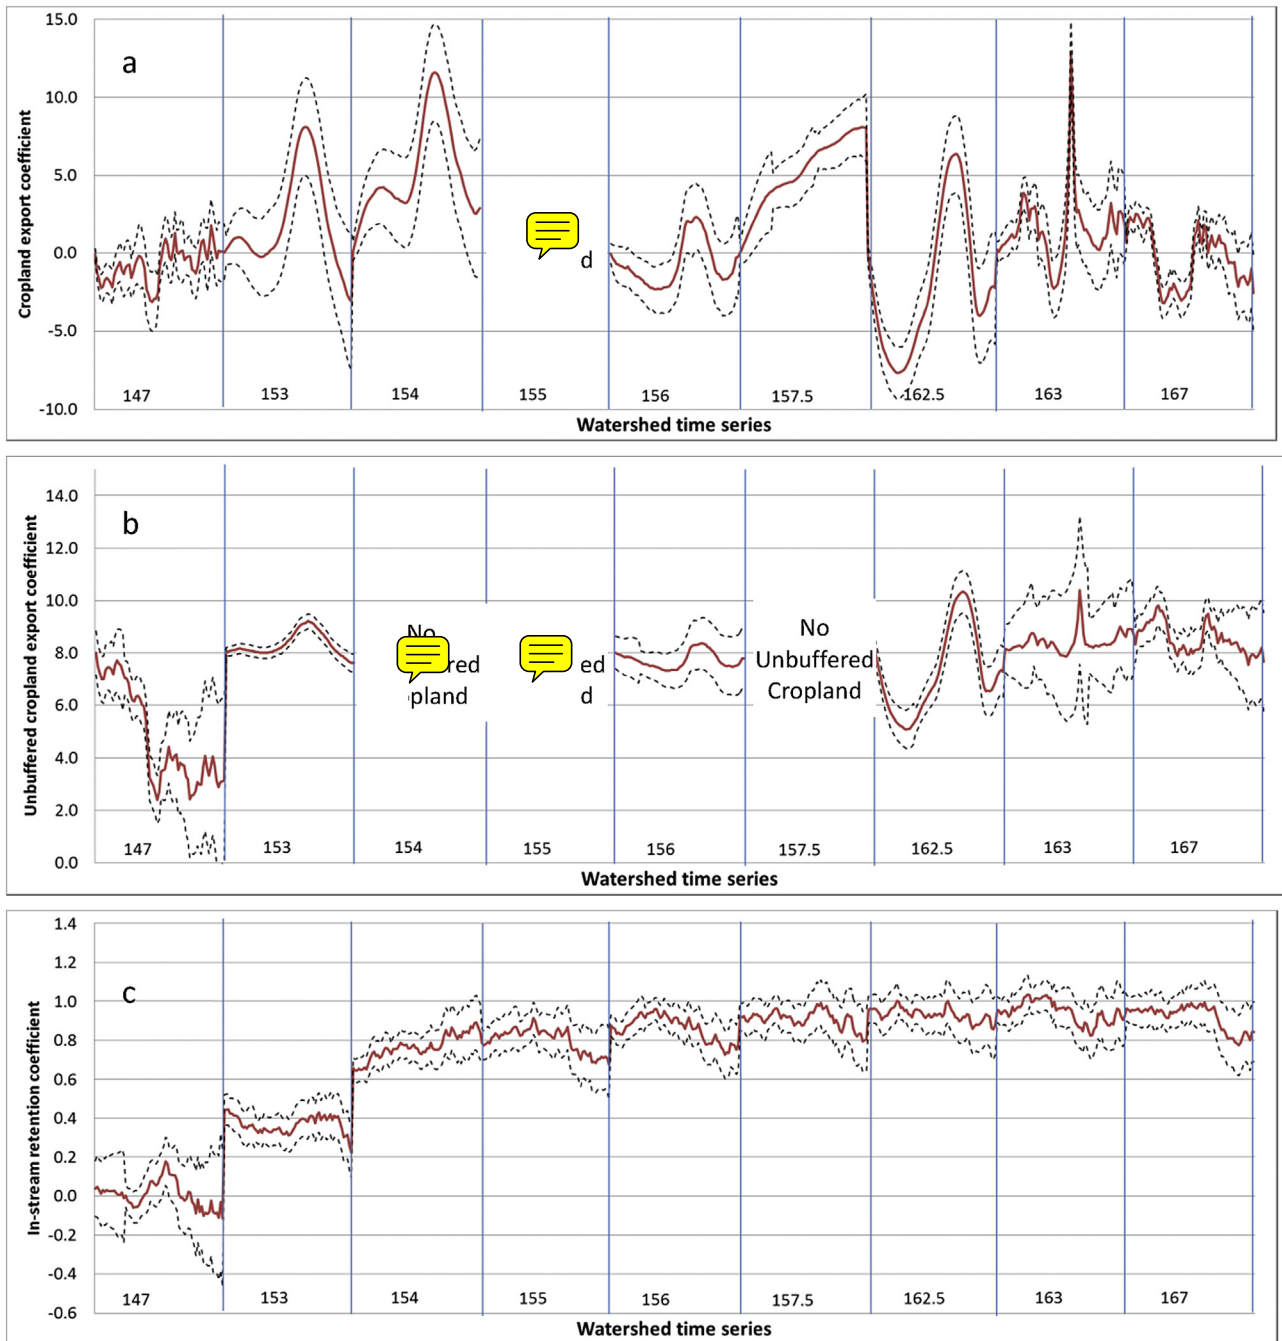 a
Cropland export coefficient
15.0
10.0
5.0
0.0
-5.0
-10.0
d
147 153 154 155 156 157.5 162.5 163 167
Watershed time series
b
Unbuffered cropland export coefficient
14.0
12.0
10.0
8.0
6.0
4.0
2.0
0.0
No
red
pland
ed
d
No
Unbuffered
Cropland
147 153 154 155 156 157.5 162.5 163 167
Watershed time series
c
In-stream retention coefficient
1.4
1.2
1.0
0.8
0.6
0.4
0.2
0.0
-0.2
-0.4
-0.6
147 153 154 155 156 157.5 162.5 163 167
Watershed time series